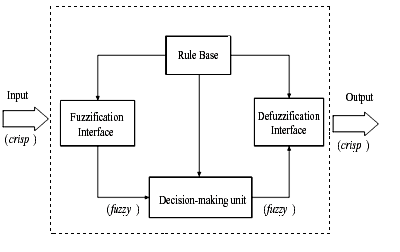 Rule Base
Input
Output
Fuzzification
Interface
Defuzzification
Interface
(crisp )
(crisp )
Decision-making unit
(fuzzy )
(fuzzy )